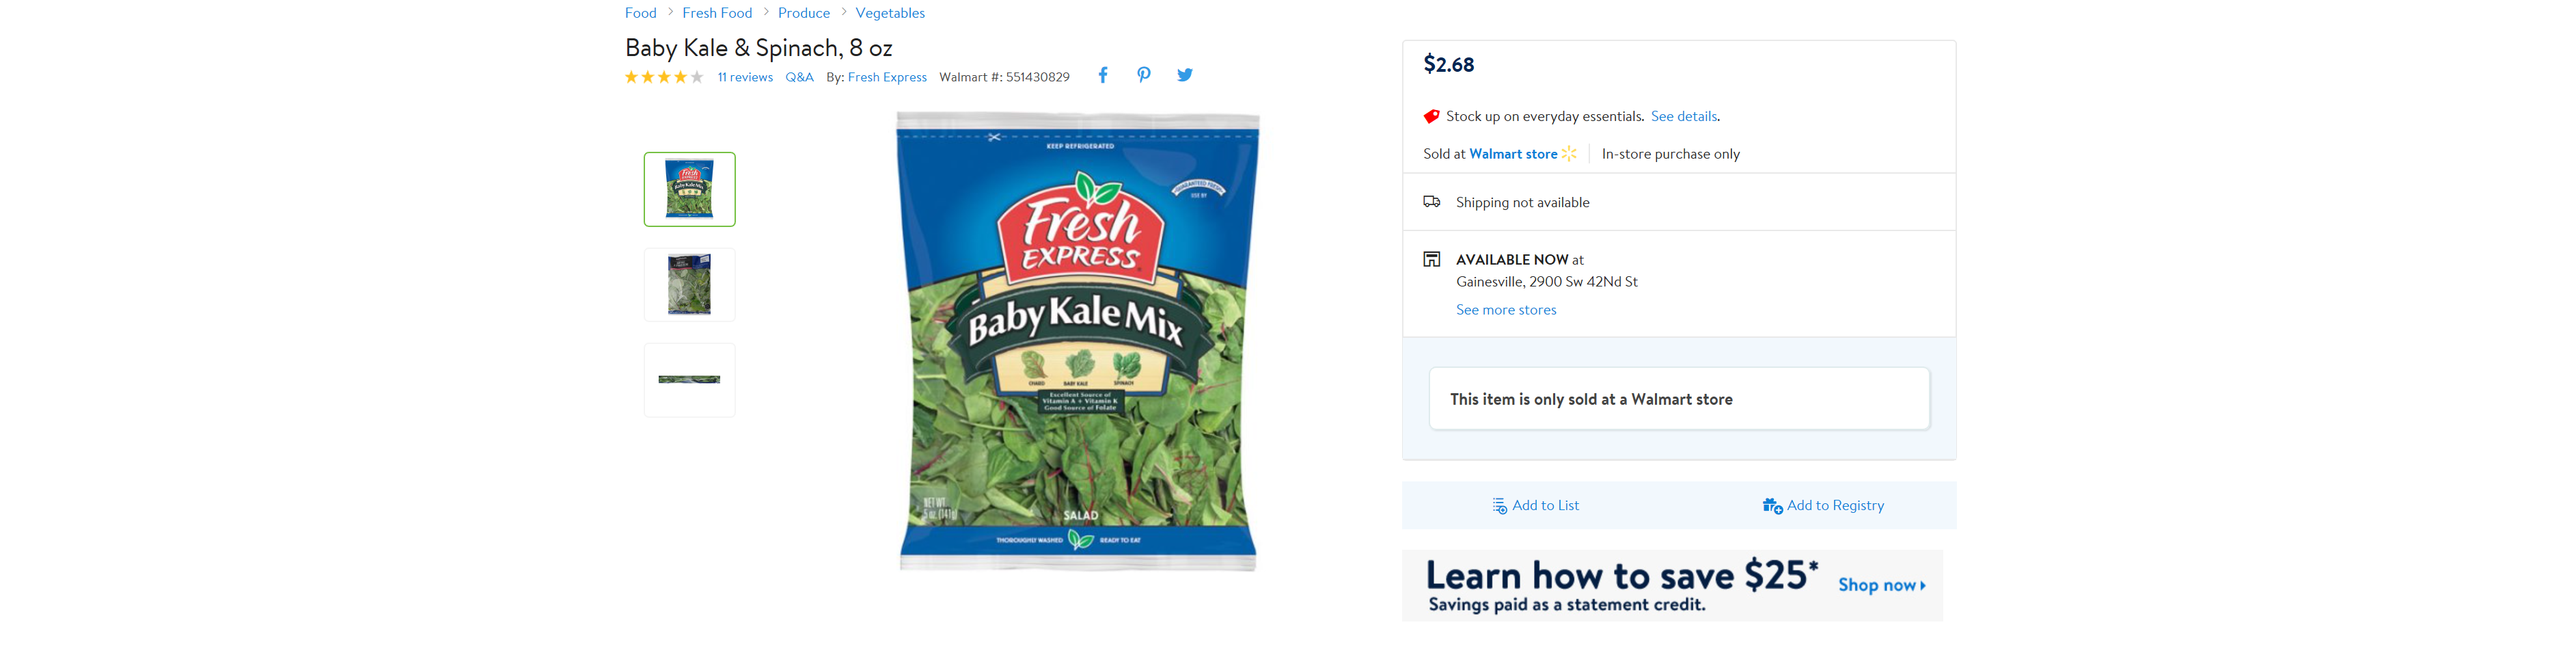 Food > Fresh Food > Produce > Vegetables
Baby Kale & Spinach, 8 oz
11 reviews Q&A By: Fresh Express Walmart #: 551430829
KEEP REFRIGERATED
GUARANTEED FRESH
USE BY
Fresh
EXPRESS
Baby Kale Mix
CHARD BABY KALE SPINACH
Excellent Source of
Vitamin A + Vitamin K
Good Source of Folate
NET WT.
5 oz. (141g)
SALAD
THOROUGHLY WASHED READY TO EAT
$2.68
Stock up on everyday essentials. See details.
Sold at Walmart store In-store purchase only
Shipping not available
AVAILABLE NOW at
Gainesville, 2900 Sw 42Nd St
See more stores
This item is only sold at a Walmart store
Add to List Add to Registry
Learn how to save $25*
Shop now
Savings paid as a statement credit.